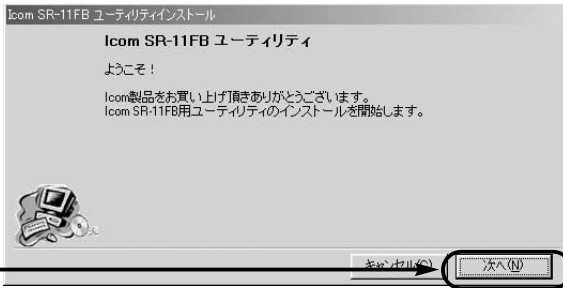 Icom SR-11FB ユーティリティインストール
Icom SR-11FB ユーティリティ
ようこそ！
Icom製品をお買い上げ頂きありがとうございます。
Icom SR-11FB用ユーティリティのインストールを開始します。
キャンセル(C) 次へ(N)